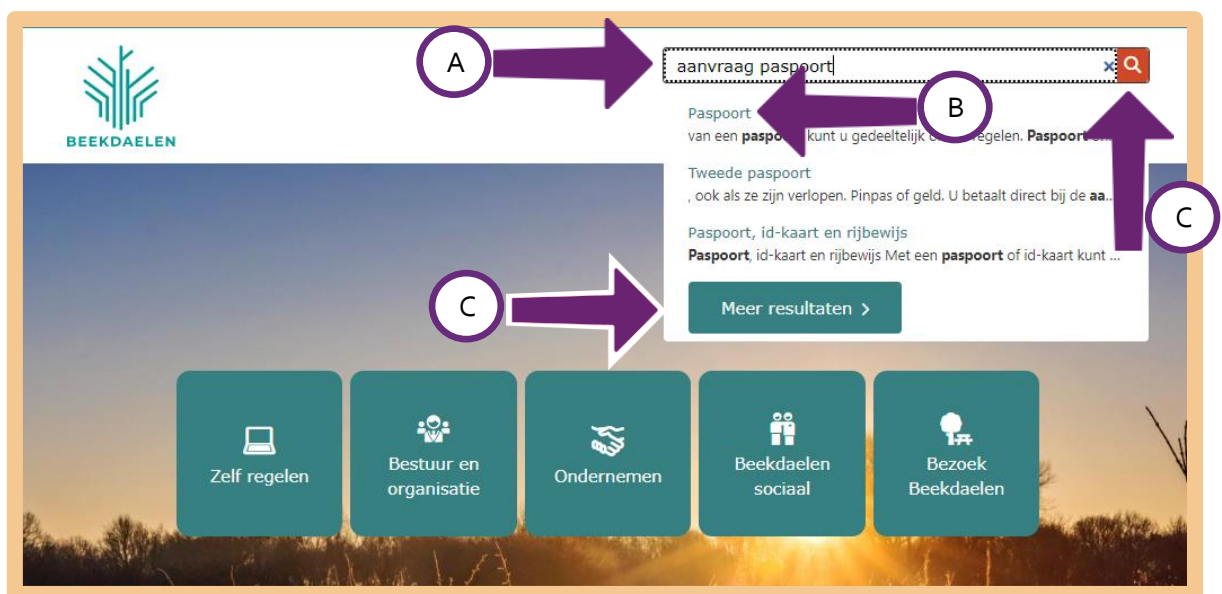 A
aanvraag paspoort
BEEKDAELEN
Paspoort
B
van een kunt u gedeeltelijk regelen. Paspoort
Tweede paspoort
, ook als ze zijn verlopen. Pinpas of geld. U betaalt direct bij de aa...
C
Paspoort, id-kaart en rijbewijs
Paspoort, id-kaart en rijbewijs Met een paspoort of id-kaart kunt ...
C
Meer resultaten >
Zelf regelen
Bestuur en
organisatie
Ondernemen
Beekdaelen
sociaal
Bezoek
Beekdaelen